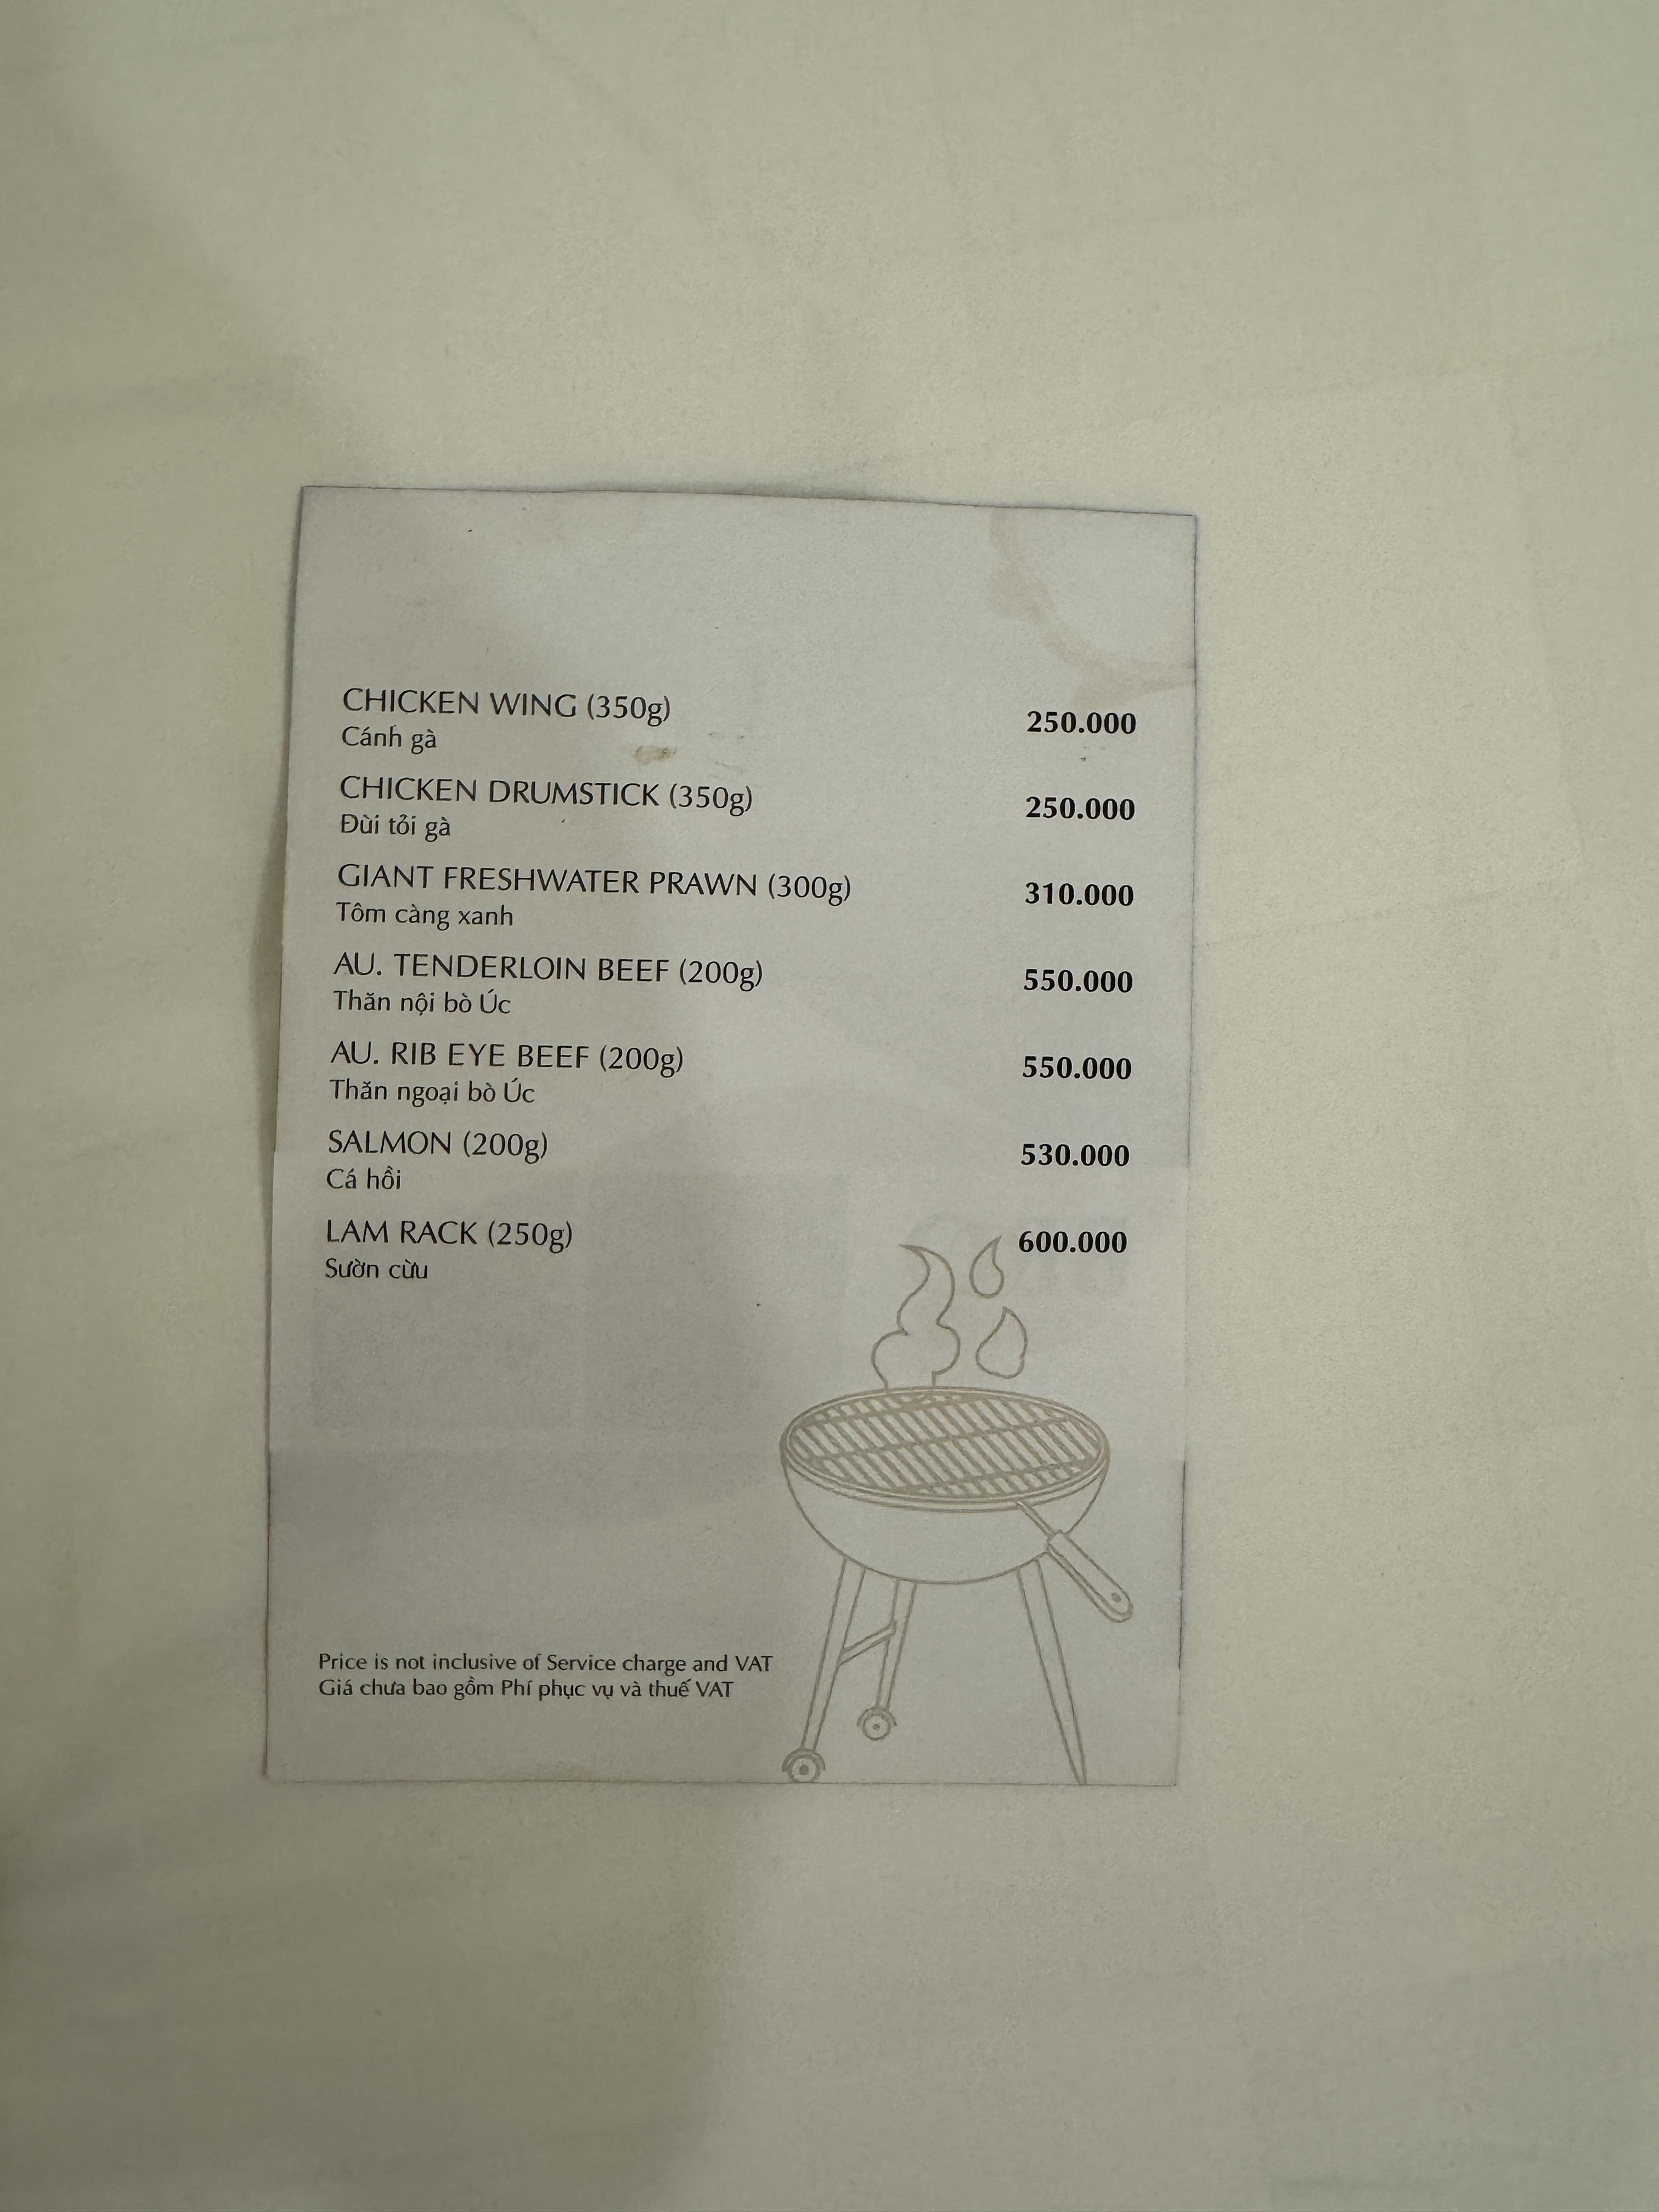 CHICKEN WING (350g) 250.000
Cánh gà
CHICKEN DRUMSTICK (350g) 250.000
Đùi tỏi gà
GIANT FRESHWATER PRAWN (300g) 310.000
Tôm càng xanh
AU. TENDERLOIN BEEF (200g) 550.000
Thăn nội bò Úc
AU. RIB EYE BEEF (200g) 550.000
Thăn ngoại bò Úc
SALMON (200g) 530.000
Cá hồi
LAM RACK (250g) 600.000
Sườn cừu
Price is not inclusive of Service charge and VAT
Giá chưa bao gồm Phí phục vụ và thuế VAT